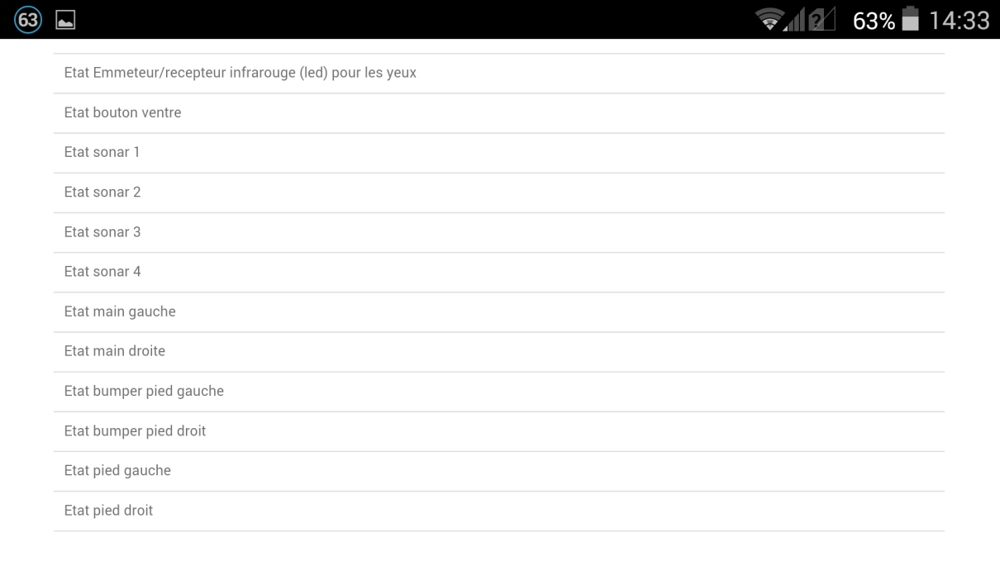 63 63% 14:33
Etat Emmeteur/recepteur infrarouge (led) pour les yeux
Etat bouton ventre
Etat sonar 1
Etat sonar 2
Etat sonar 3
Etat sonar 4
Etat main gauche
Etat main droite
Etat bumper pied gauche
Etat bumper pied droit
Etat pied gauche
Etat pied droit